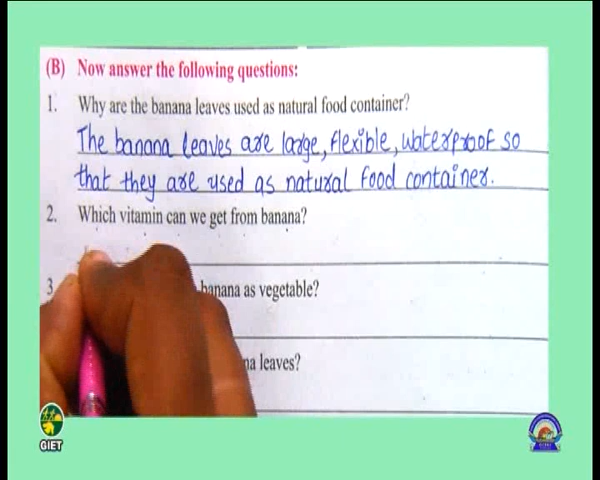 (B) Now answer the following questions:
1. Why are the banana leaves used as natural food container?
The banana leaves are large, flexible, waterproof so
that they are used as natural food container.
2. Which vitamin can we get from banana?
3 banana as vegetable?
leaves?
GIET